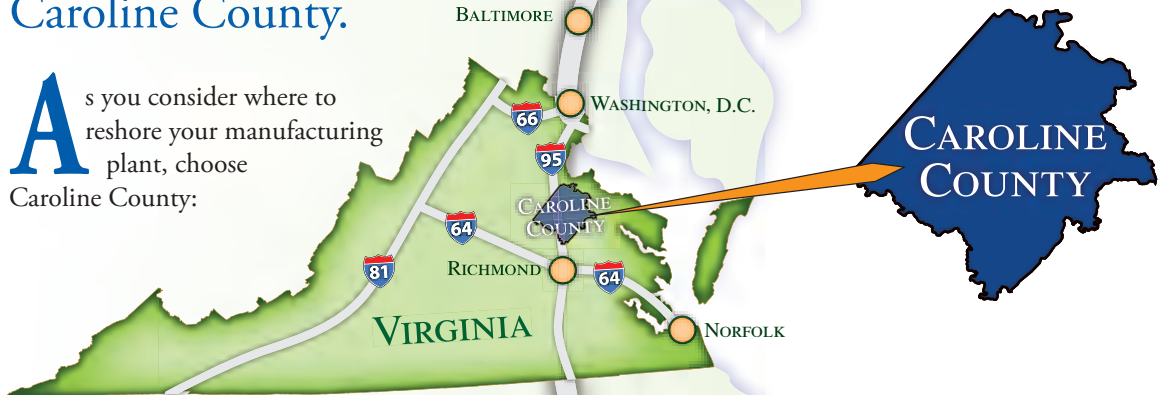 Caroline County.
As you consider where to
reshore your manufacturing
plant, choose
Caroline County:
BALTIMORE
WASHINGTON, D.C.
66
95
CAROLINE
COUNTY
64
81
RICHMOND
64
VIRGINIA
NORFOLK
CAROLINE
COUNTY